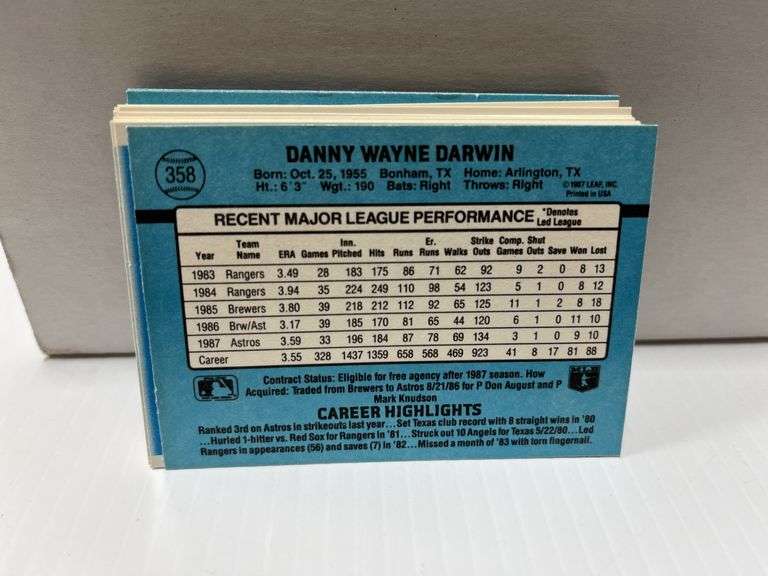 358
DANNY WAYNE DARWIN
Born: Oct. 25, 1955 Bonham, TX Home: Arlington, TX
Ht.: 6'3" Wgt.: 190 Bats: Right Throws: Right
©1987 LEAF, INC.
Printed in USA
RECENT MAJOR LEAGUE PERFORMANCE *Denotes Led League
Year Team Name ERA Games Inn. Pitched Hits Runs Er. Runs Walks Strike Outs Comp. Games Shut Outs Save Won Lost
1983 Rangers 3.49 28 183 175 86 71 62 92 9 2 0 8 13
1984 Rangers 3.94 35 224 249 110 98 54 123 5 1 0 8 12
1985 Brewers 3.80 39 218 212 112 92 65 125 11 1 2 8 18
1986 Brw/Ast 3.17 39 185 170 81 65 44 120 6 1 0 11 10
1987 Astros 3.59 33 196 184 87 78 69 134 3 1 0 9 10
Career 3.55 328 1437 1359 658 568 469 923 41 8 17 81 88
Contract Status: Eligible for free agency after 1987 season. How
Acquired: Traded from Brewers to Astros 8/21/86 for P Don August and P
Mark Knudson
CAREER HIGHLIGHTS
Ranked 3rd on Astros in strikeouts last year...Set Texas club record with 8 straight wins in '80
...Hurled 1-hitter vs. Red Sox for Rangers in '81...Struck out 10 Angels for Texas 5/22/80...Led
Rangers in appearances (56) and saves (7) in '82...Missed a month of '83 with torn fingernail.